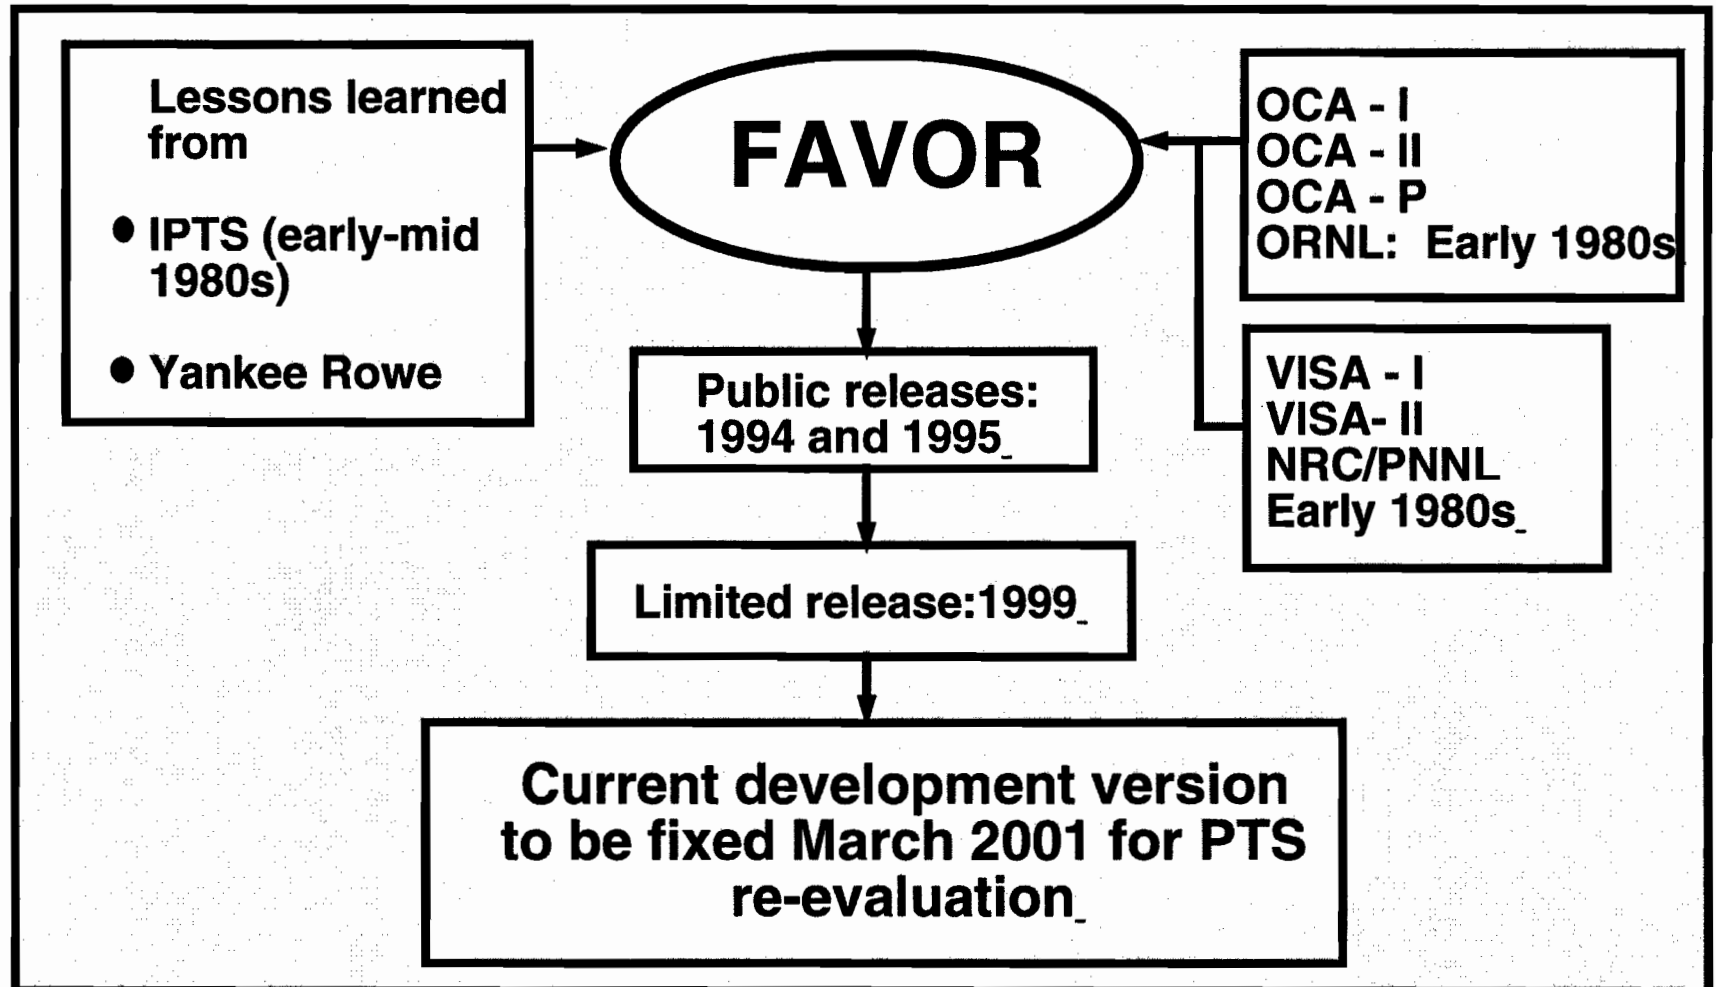 Lessons learned
from
● IPTS (early-mid
1980s)
● Yankee Rowe
FAVOR
OCA - I
OCA - II
OCA - P
ORNL: Early 1980s
VISA - I
VISA- II
NRC/PNNL
Early 1980s
Public releases:
1994 and 1995
Limited release:1999
Current development version
to be fixed March 2001 for PTS
re-evaluation